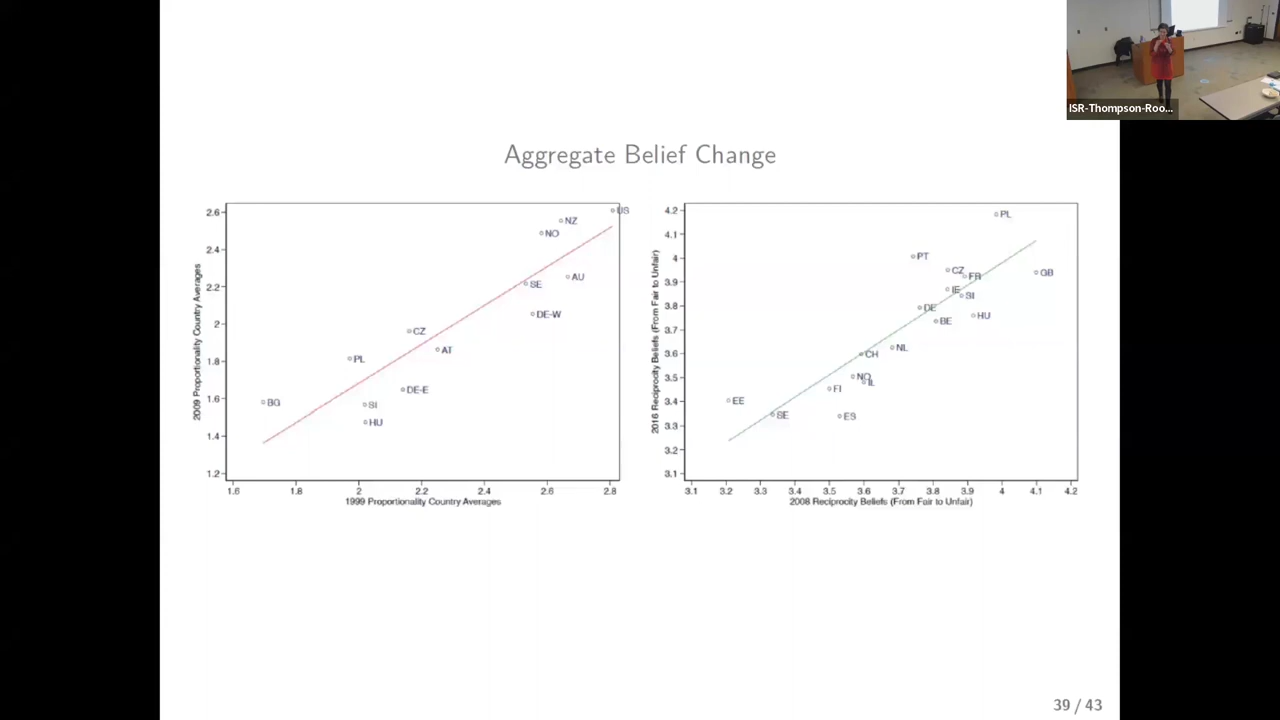 ISR-Thompson-Roo...
Aggregate Belief Change
2009 Proportionality Country Averages
2.6
2.4
2.2
2
1.8
1.6
1.4
1.2
US
NZ
NO
AU
SE
DE-W
CZ
AT
PL
DE-E
BG
SI
HU
1.6 1.8 2 2.2 2.4 2.6 2.8
1999 Proportionality Country Averages
2016 Reciprocity Beliefs (From Fair to Unfair)
4.2
4.1
4
3.9
3.8
3.7
3.6
3.5
3.4
3.3
3.2
3.1
PL
PT
CZ
FR
GB
IE
SI
DE
HU
BE
NL
CH
NO
IL
FI
EE
SE
ES
3.1 3.2 3.3 3.4 3.5 3.6 3.7 3.8 3.9 4 4.1 4.2
2008 Reciprocity Beliefs (From Fair to Unfair)
39 / 43